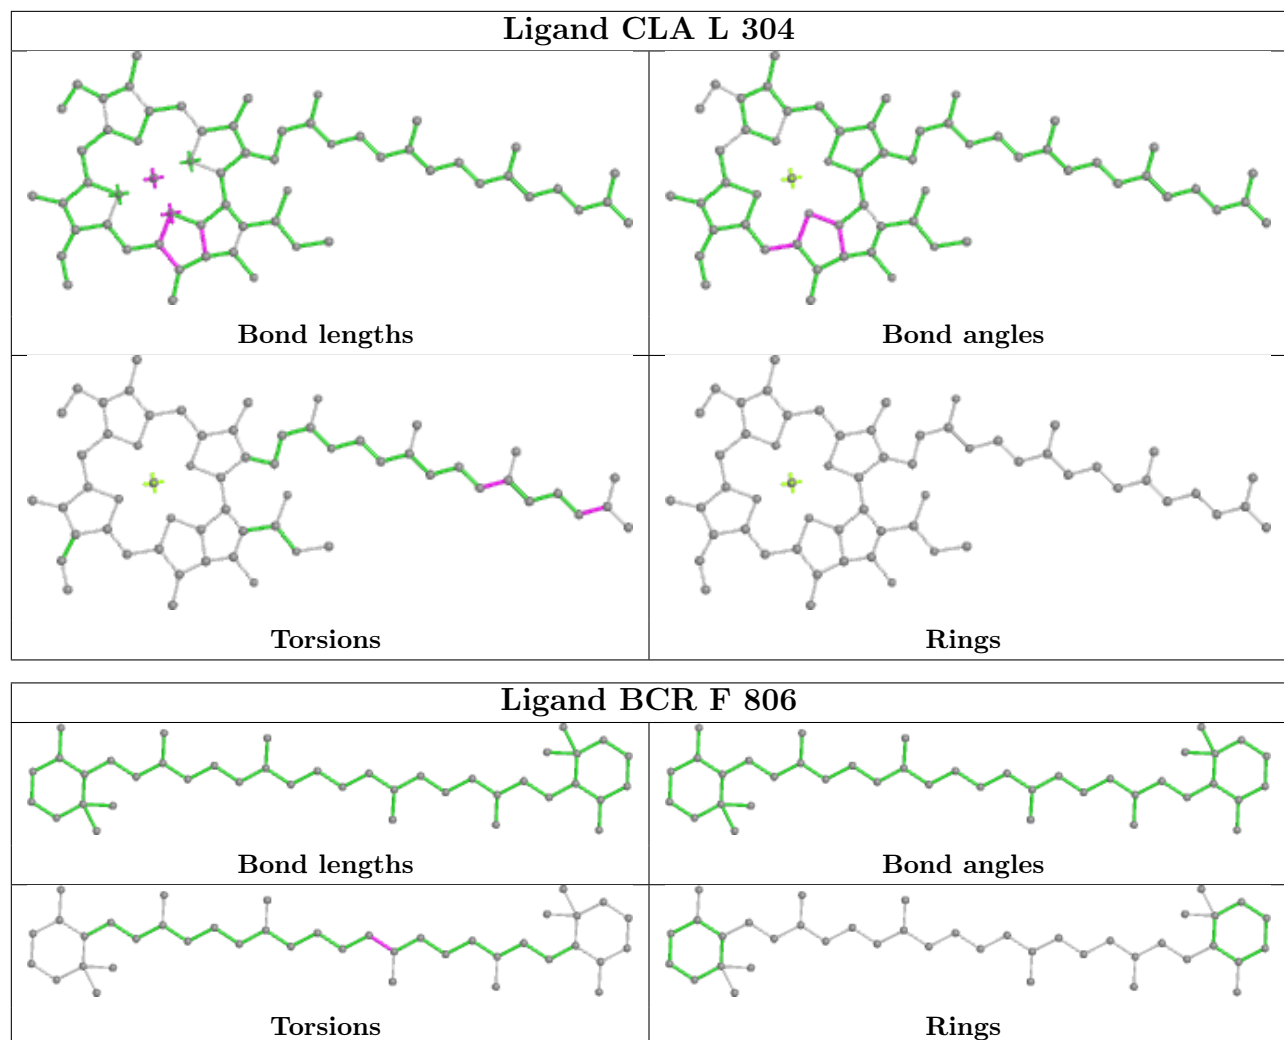 Ligand CLA L 304
Bond lengths
Bond angles
Torsions
Rings
Ligand BCR F 806
Bond lengths
Bond angles
Torsions
Rings